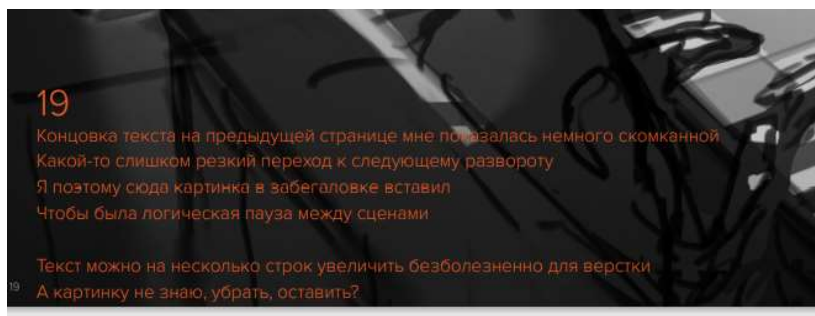 19
Концовка текста на предыдущей странице мне показалась немного скомканной
Какой-то слишком резкий переход к следующему развороту
Я поэтому сюда картинка в забегаловке вставил
Чтобы была логическая пауза между сценами
Текст можно на несколько строк увеличить безболезненно для верстки
19
А картинку не знаю, убрать, оставить?